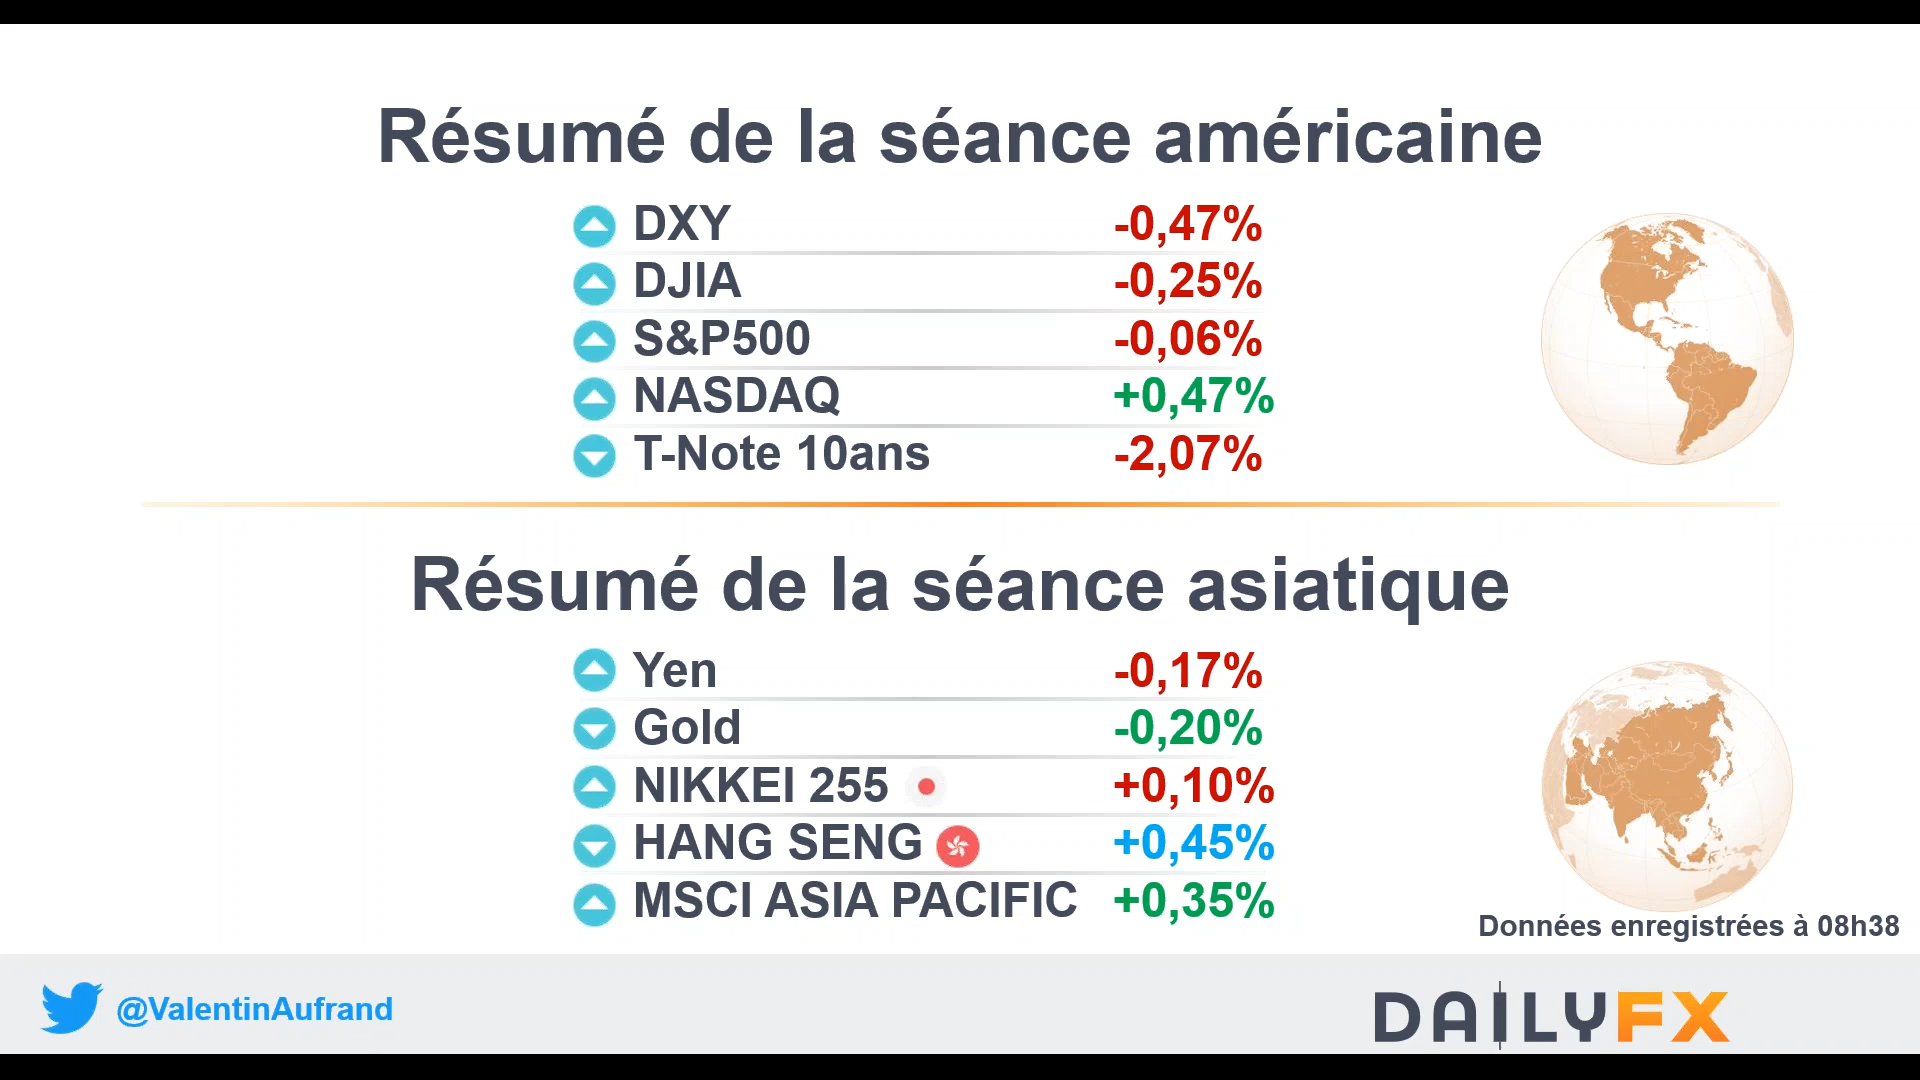 Résumé de la séance américaine
DXY -0,47%
DJIA -0,25%
S&P500 -0,06%
NASDAQ +0,47%
T-Note 10ans -2,07%
Résumé de la séance asiatique
Yen -0,17%
Gold -0,20%
NIKKEI 255 +0,10%
HANG SENG +0,45%
MSCI ASIA PACIFIC +0,35%
Données enregistrées à 08h38
@ValentinAufrand
DAILYFX